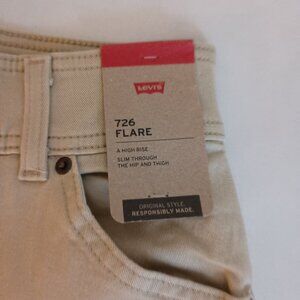 Levi's
726
FLARE
A HIGH RISE
SLIM THROUGH
THE HIP AND THIGH
ORIGINAL STYLE.
RESPONSIBLY MADE.